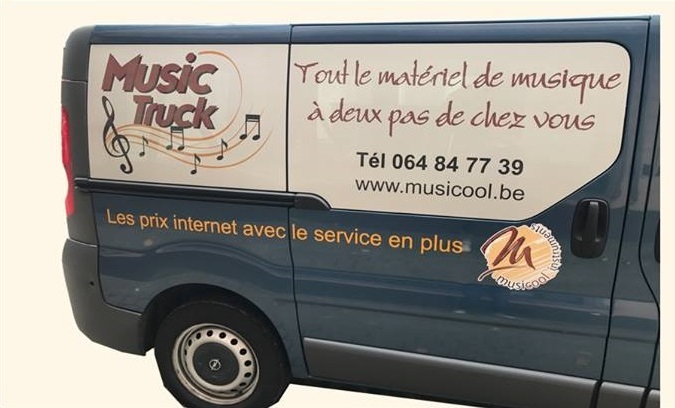 Music
Truck
Tout le matériel de musique
à deux pas de chez vous
Tél 064 84 77 39
www.musicool.be
Les prix internet avec le service en plus
M
musicool
instruments